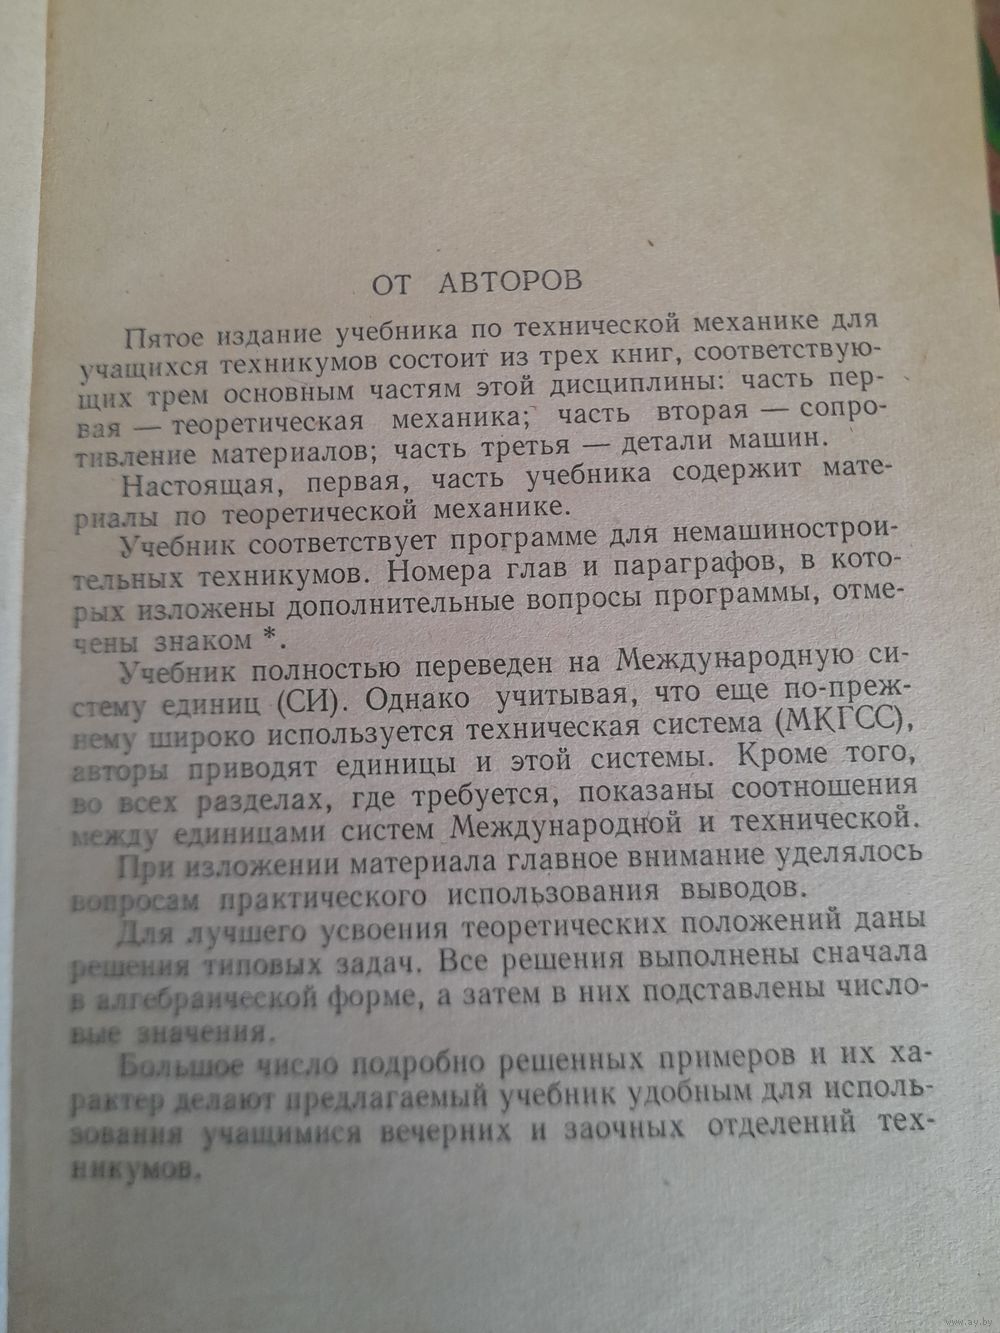 ОТ АВТОРОВ
Пятое издание учебника по технической механике для
учащихся техникумов состоит из трех книг, соответствую-
щих трем основным частям этой дисциплины: часть пер-
вая — теоретическая механика; часть вторая — сопро-
тивление материалов; часть третья — детали машин.
Настоящая, первая, часть учебника содержит мате-
риалы по теоретической механике.
Учебник соответствует программе для немашинострои-
тельных техникумов. Номера глав и параграфов, в кото-
рых изложены дополнительные вопросы программы, отме-
чены знаком *.
Учебник полностью переведен на Международную си-
стему единиц (СИ). Однако учитывая, что еще по-преж-
нему широко используется техническая система (МКГСС),
авторы приводят единицы и этой системы. Кроме того,
во всех разделах, где требуется, показаны соотношения
между единицами систем Международной и технической.
При изложении материала главное внимание уделялось
вопросам практического использования выводов.
Для лучшего усвоения теоретических положений даны
решения типовых задач. Все решения выполнены сначала
в алгебраической форме, а затем в них подставлены число-
вые значения.
Большое число подробно решенных примеров и их ха-
рактер делают предлагаемый учебник удобным для исполь-
зования учащимися вечерних и заочных отделений тех-
никумов.
www.ay.by